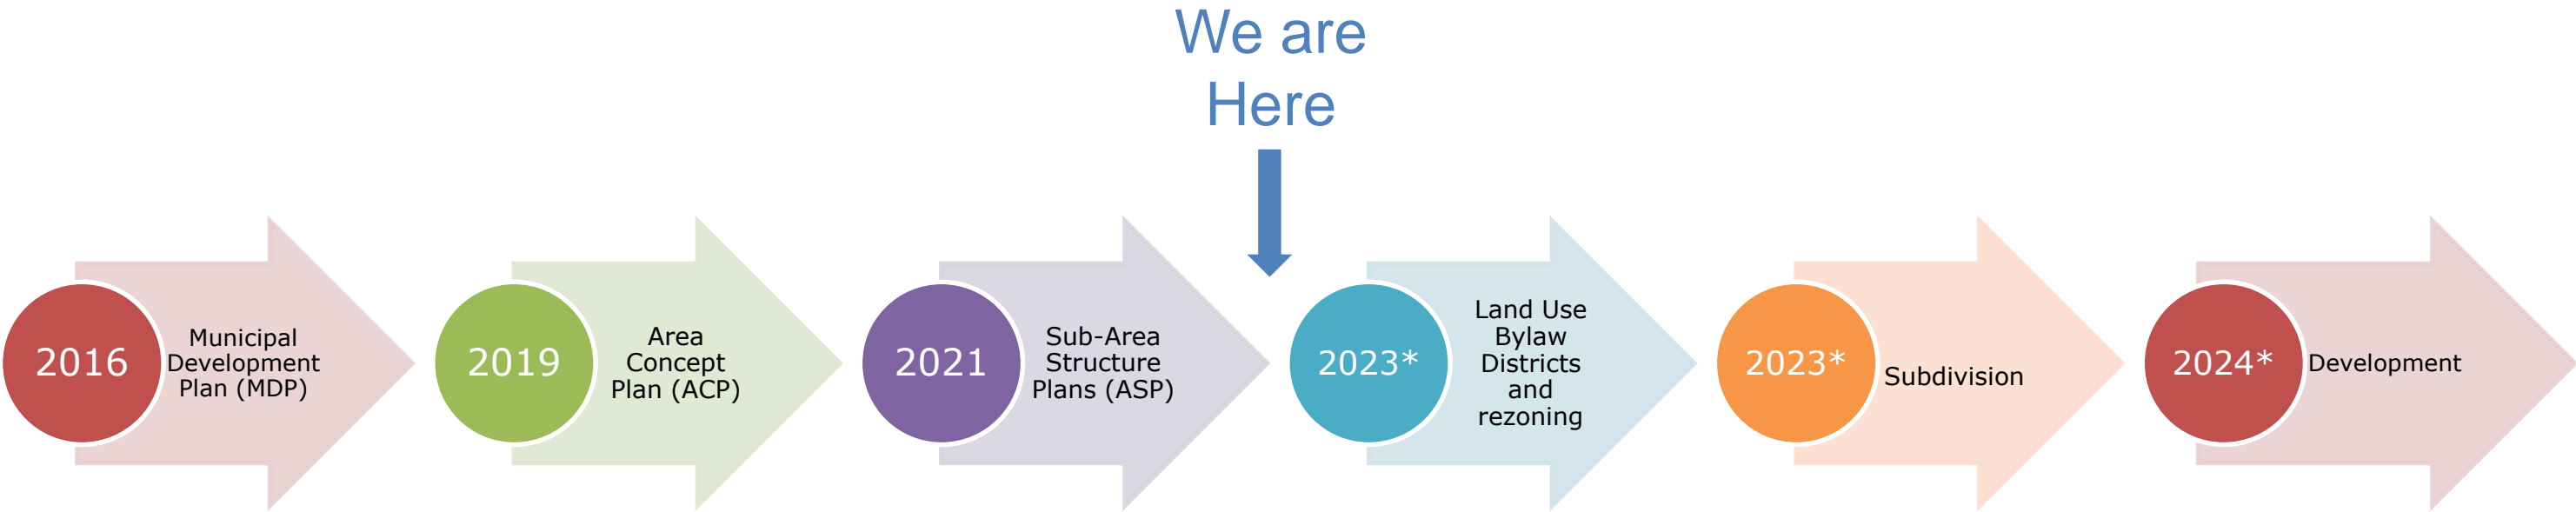 We are
Here
2016
Municipal
Development
Plan (MDP)
2019
Area
Concept
Plan (ACP)
2021
Sub-Area
Structure
Plans (ASP)
2023*
Land Use
Bylaw
Districts
and
rezoning
2023*
Subdivision
2024*
Development